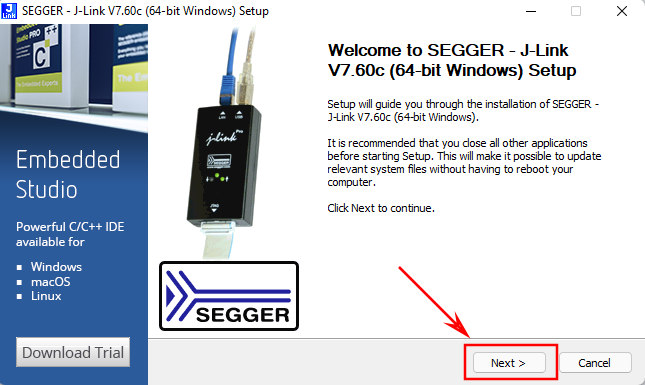 SEGGER - J-Link V7.60c (64-bit Windows) Setup
Embedded
Studio
Powerful C/C++ IDE
available for
Windows
macOS
Linux
Download Trial
J-Link
SEGGER
SEGGER
Welcome to SEGGER - J-Link
V7.60c (64-bit Windows) Setup
Setup will guide you through the installation of SEGGER -
J-Link V7.60c (64-bit Windows).
It is recommended that you close all other applications
before starting Setup. This will make it possible to update
relevant system files without having to reboot your
computer.
Click Next to continue.
Next >
Cancel